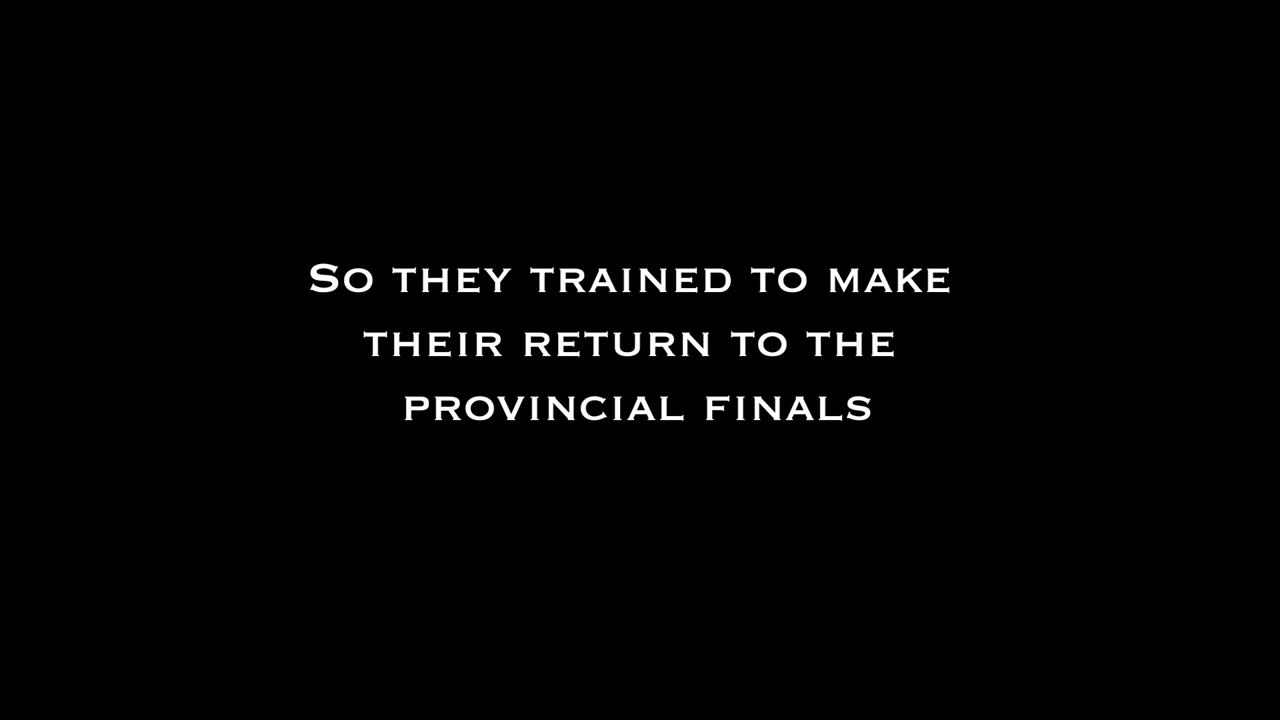 So they trained to make
their return to the
provincial finals